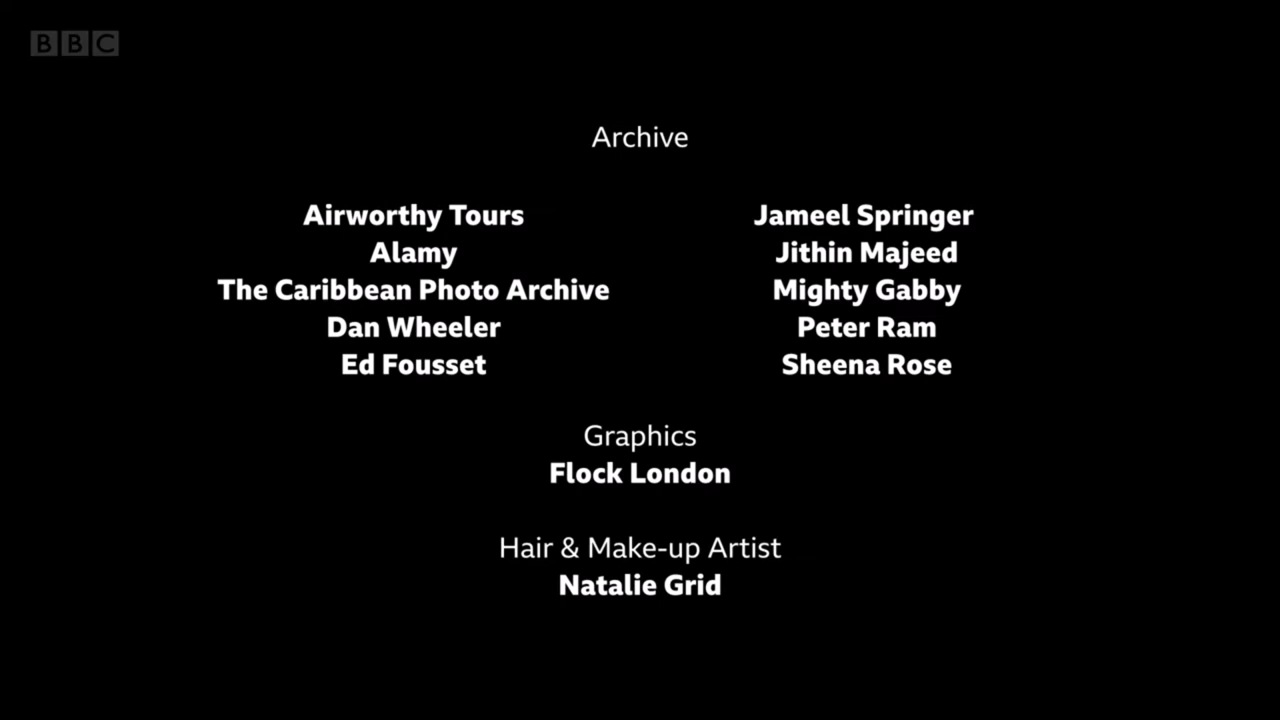 BBC
Archive
Airworthy Tours
Alamy
The Caribbean Photo Archive
Dan Wheeler
Ed Fousset
Jameel Springer
Jithin Majeed
Mighty Gabby
Peter Ram
Sheena Rose
Graphics
Flock London
Hair & Make-up Artist
Natalie Grid